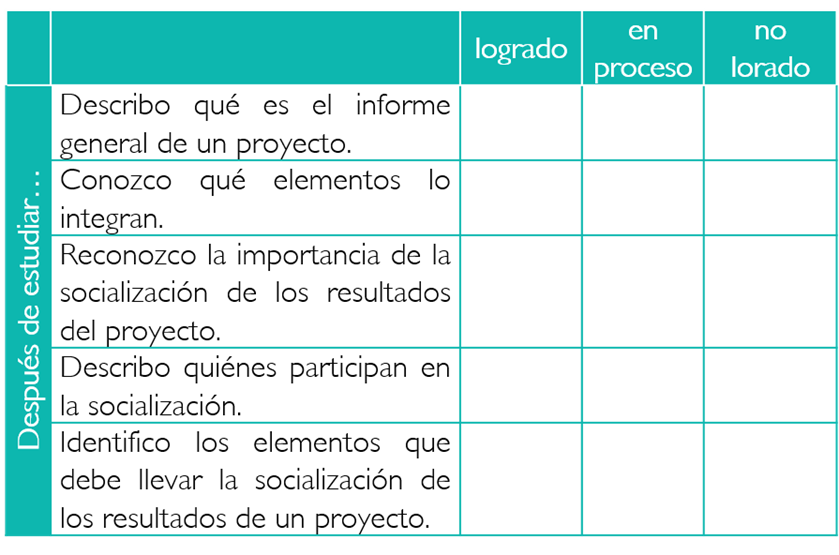 logrado
en
proceso
no
lorado
Después de estudiar…
Describo qué es el informe
general de un proyecto.
Conozco qué elementos lo
integran.
Reconozco la importancia de la
socialización de los resultados
del proyecto.
Describo quiénes participan en
la socialización.
Identifico los elementos que
debe llevar la socialización de
los resultados de un proyecto.